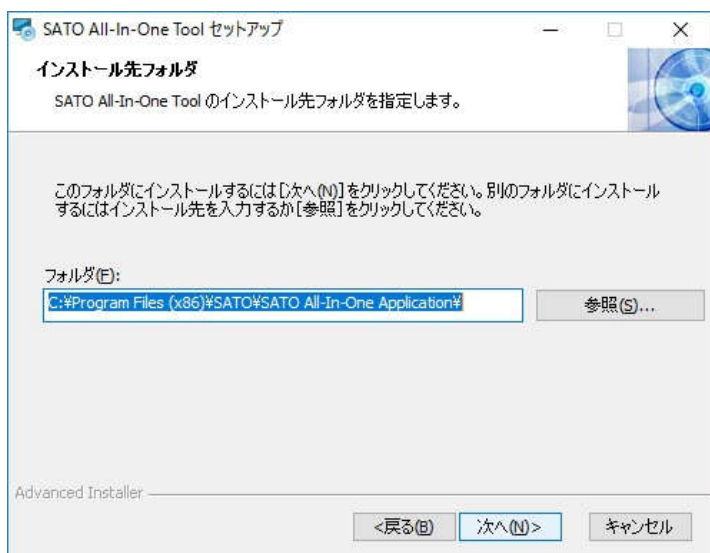 SATO All-In-One Tool セットアップ
インストール先フォルダ
SATO All-In-One Tool のインストール先フォルダを指定します。
このフォルダにインストールするには[次へ(N)]をクリックしてください。別のフォルダにインストール
するにはインストール先を入力するか[参照]をクリックしてください。
フォルダ(F):
C:¥Program Files (x86)¥SATO¥SATO All-In-One Application¥
参照(S)...
Advanced Installer
<戻る(B)
次へ(N)>
キャンセル